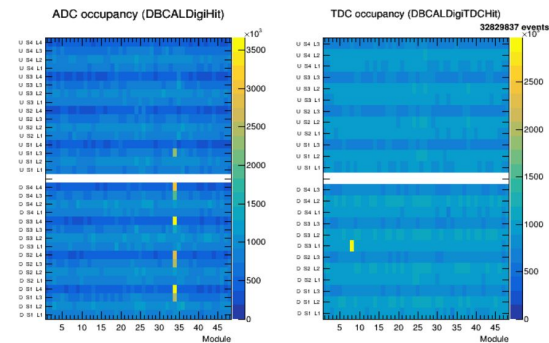 ADC occupancy (DBCALDigiHit)
×10³
U S4 L4
U S4 L3
U S4 L2
U S4 L1
U S3 L4
U S3 L3
U S3 L2
U S3 L1
U S2 L4
U S2 L3
U S2 L2
U S2 L1
U S1 L4
U S1 L3
U S1 L2
U S1 L1
D S4 L4
D S4 L3
D S4 L2
D S4 L1
D S3 L4
D S3 L3
D S3 L2
D S3 L1
D S2 L4
D S2 L3
D S2 L2
D S2 L1
D S1 L4
D S1 L3
D S1 L2
D S1 L1
3500
3000
2500
2000
1500
1000
500
0
5 10 15 20 25 30 35 40 45
Module
TDC occupancy (DBCALDigiTDCHit)
32829837 events
×10³
U S4 L3
U S4 L2
U S4 L1
U S3 L3
U S3 L2
U S3 L1
U S2 L3
U S2 L2
U S2 L1
U S1 L3
U S1 L2
U S1 L1
D S4 L3
D S4 L2
D S4 L1
D S3 L3
D S3 L2
D S3 L1
D S2 L3
D S2 L2
D S2 L1
D S1 L3
D S1 L2
D S1 L1
2500
2000
1500
1000
500
0
5 10 15 20 25 30 35 40 45
Module